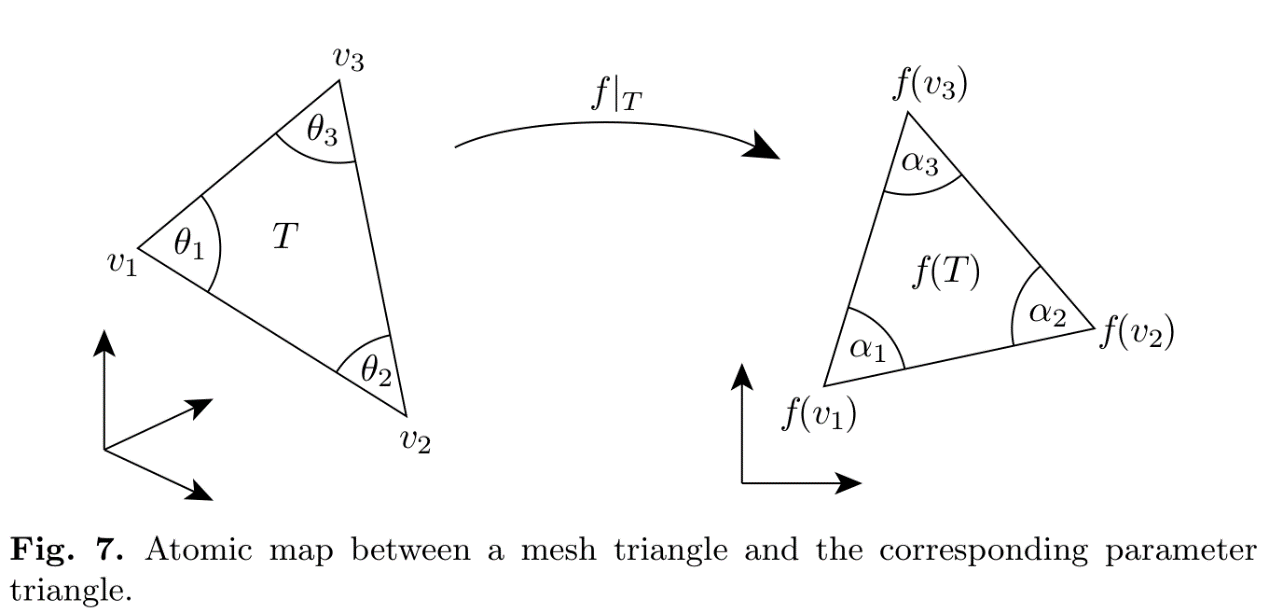 v3
f|T
f(v3)
θ3
α3
θ1
T
v1
f(T)
α2
f(v2)
θ2
α1
v2
f(v1)
Fig. 7. Atomic map between a mesh triangle and the corresponding parameter
triangle.